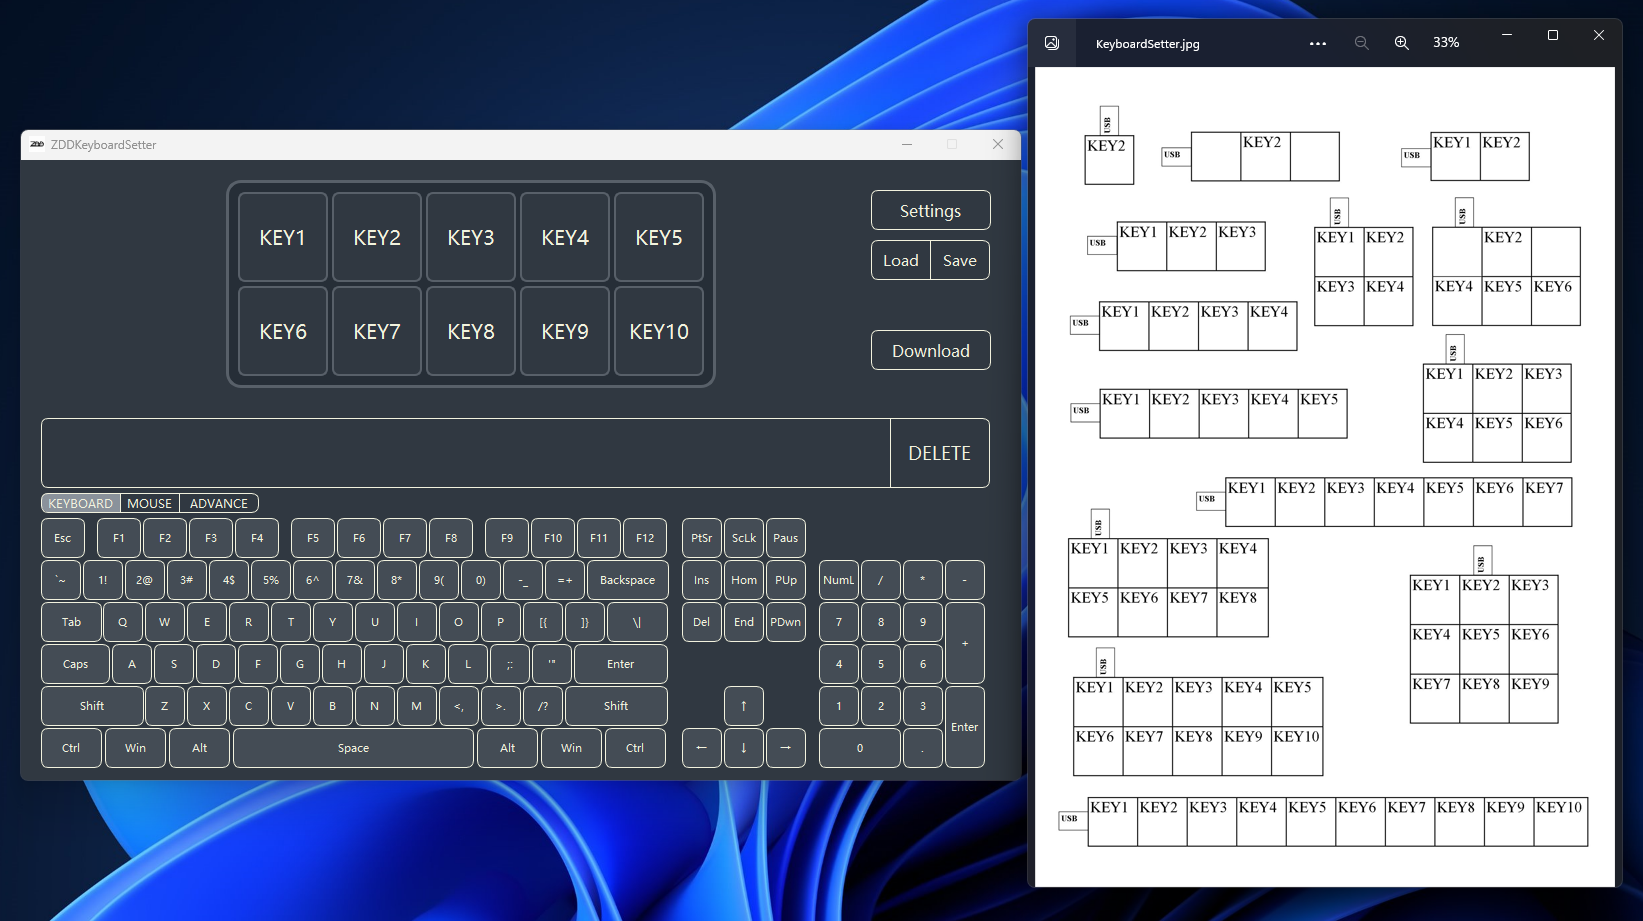 ZDD ZDDKeyboardSetter
KEY1 KEY2 KEY3 KEY4 KEY5
KEY6 KEY7 KEY8 KEY9 KEY10
Settings
Load Save
Download
DELETE
KEYBOARD MOUSE ADVANCE
Esc F1 F2 F3 F4 F5 F6 F7 F8 F9 F10 F11 F12 PtSr ScLk Paus
`~ 1! 2@ 3# 4$ 5% 6^ 7& 8* 9( 0) -_ =+ Backspace Ins Hom PUp NumL / * -
Tab Q W E R T Y U I O P [{ ]} \| Del End PDwn 7 8 9 +
Caps A S D F G H J K L ;: '" Enter 4 5 6
Shift Z X C V B N M <, >. /? Shift ↑ 1 2 3 Enter
Ctrl Win Alt Space Alt Win Ctrl ← ↓ → 0 .
KeyboardSetter.jpg ... 33%
USB
KEY2
USB KEY2
USB KEY1 KEY2
USB KEY1 KEY2 KEY3
USB
KEY1 KEY2
KEY3 KEY4
USB
KEY2
KEY4 KEY5 KEY6
USB KEY1 KEY2 KEY3 KEY4
USB
KEY1 KEY2 KEY3
KEY4 KEY5 KEY6
USB KEY1 KEY2 KEY3 KEY4 KEY5
USB KEY1 KEY2 KEY3 KEY4 KEY5 KEY6 KEY7
USB
KEY1 KEY2 KEY3 KEY4
KEY5 KEY6 KEY7 KEY8
USB
KEY1 KEY2 KEY3
KEY4 KEY5 KEY6
KEY7 KEY8 KEY9
USB
KEY1 KEY2 KEY3 KEY4 KEY5
KEY6 KEY7 KEY8 KEY9 KEY10
USB KEY1 KEY2 KEY3 KEY4 KEY5 KEY6 KEY7 KEY8 KEY9 KEY10